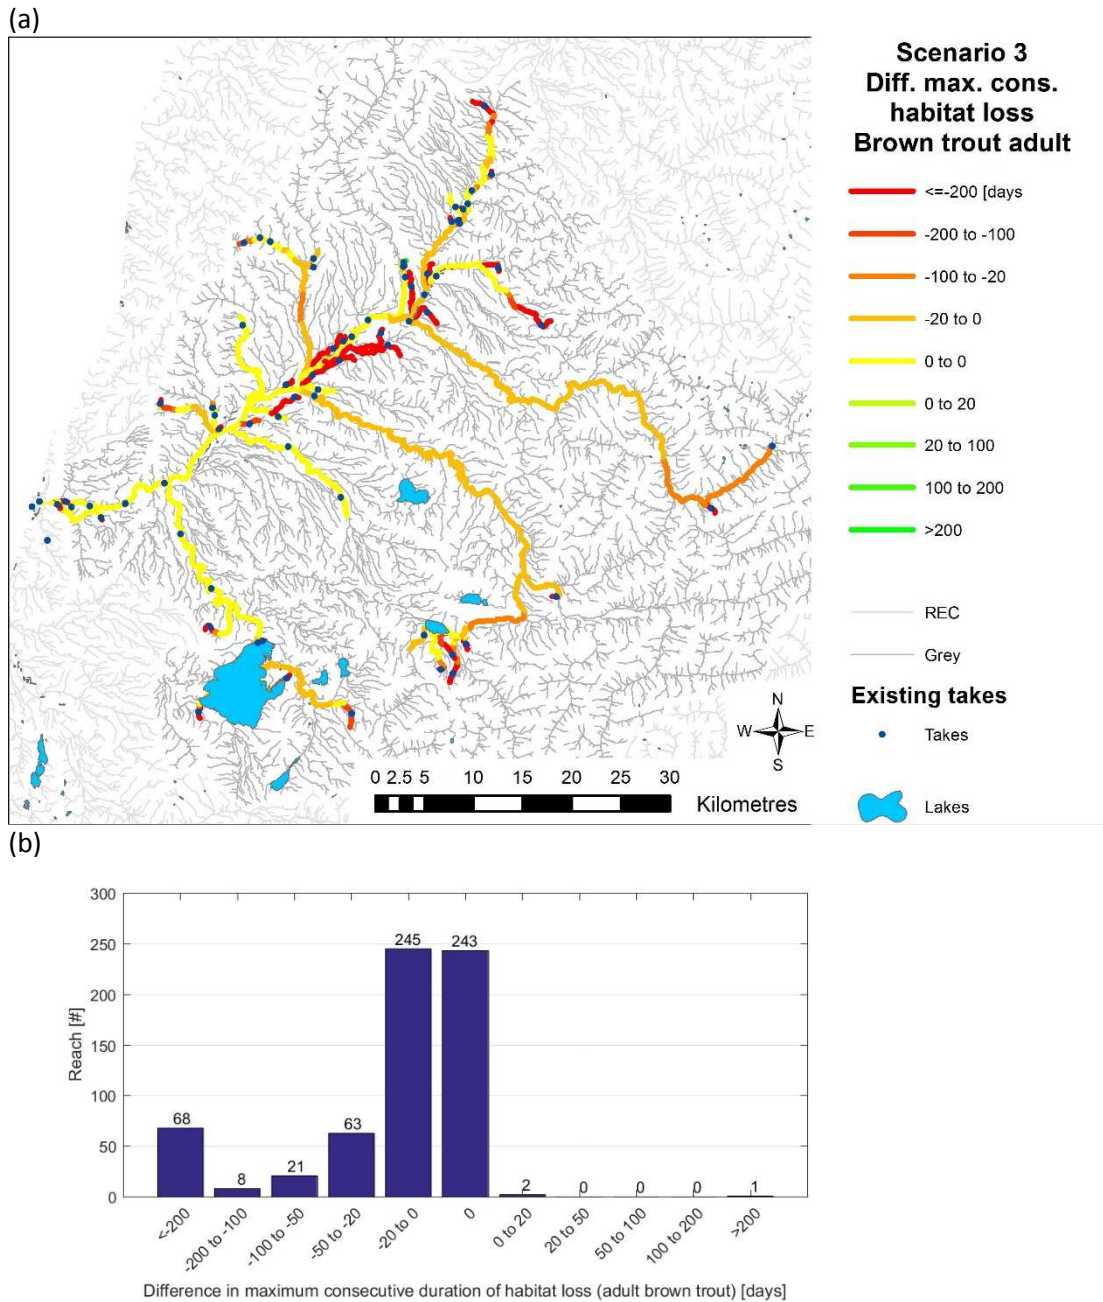 (a)
Scenario 3
Diff. max. cons.
habitat loss
Brown trout adult
<=-200 [days
-200 to -100
-100 to -20
-20 to 0
0 to 0
0 to 20
20 to 100
100 to 200
>200
REC
Grey
Existing takes
Takes
Lakes
N
W E
S
0 2.5 5 10 15 20 25 30
Kilometres
(b)
300
250
200
150
100
50
0
Reach [#]
68
8
21
63
245
243
2
0
0
0
1
<-200
-200 to -100
-100 to -50
-50 to -20
-20 to 0
0
0 to 20
20 to 50
50 to 100
100 to 200
>200
Difference in maximum consecutive duration of habitat loss (adult brown trout) [days]